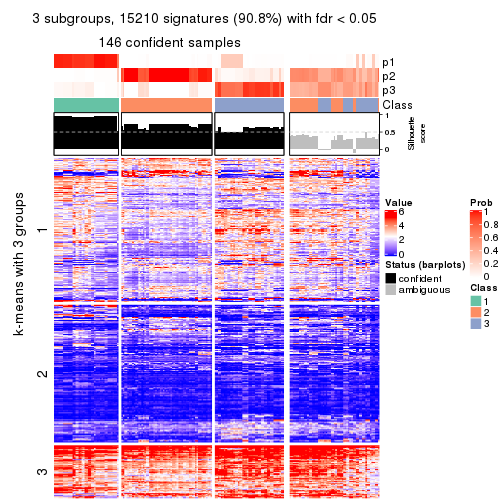 3 subgroups, 15210 signatures (90.8%) with fdr < 0.05
146 confident samples
p1
p2
p3
Class
1
0.5
0
Silhouette
score
k-means with 3 groups
1
2
3
Value
6
4
2
0
Status (barplots)
confident
ambiguous
Prob
1
0.8
0.6
0.4
0.2
0
Class
1
2
3